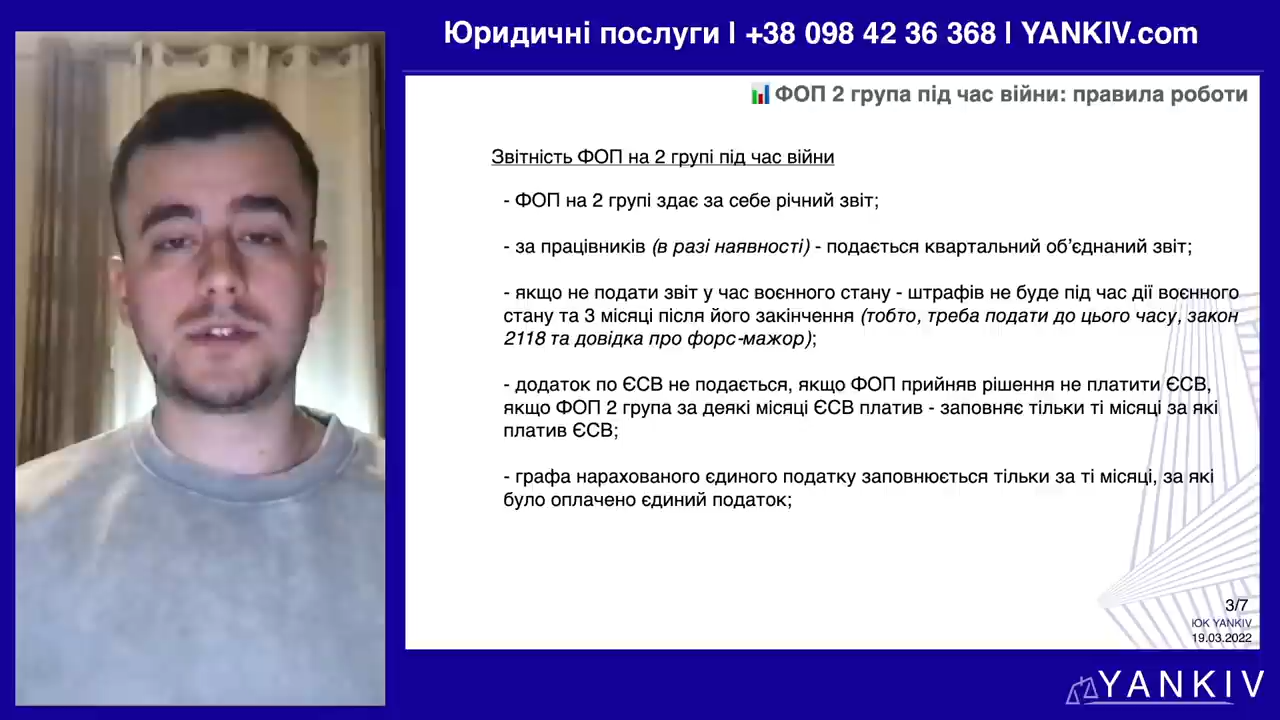 Юридичні послуги | +38 098 42 36 368 | YANKIV.com
📊 ФОП 2 група під час війни: правила роботи
Звітність ФОП на 2 групі під час війни
- ФОП на 2 групі здає за себе річний звіт;
- за працівників (в разі наявності) - подається квартальний об’єднаний звіт;
- якщо не подати звіт у час воєнного стану - штрафів не буде під час дії воєнного
стану та 3 місяці після його закінчення (тобто, треба подати до цього часу, закон
2118 та довідка про форс-мажор);
- додаток по ЄСВ не подається, якщо ФОП прийняв рішення не платити ЄСВ,
якщо ФОП 2 група за деякі місяці ЄСВ платив - заповняє тільки ті місяці за які
платив ЄСВ;
- графа нарахованого єдиного податку заповнюється тільки за ті місяці, за які
було оплачено єдиний податок;
3/7
ЮК YANKIV
19.03.2022
YANKIV